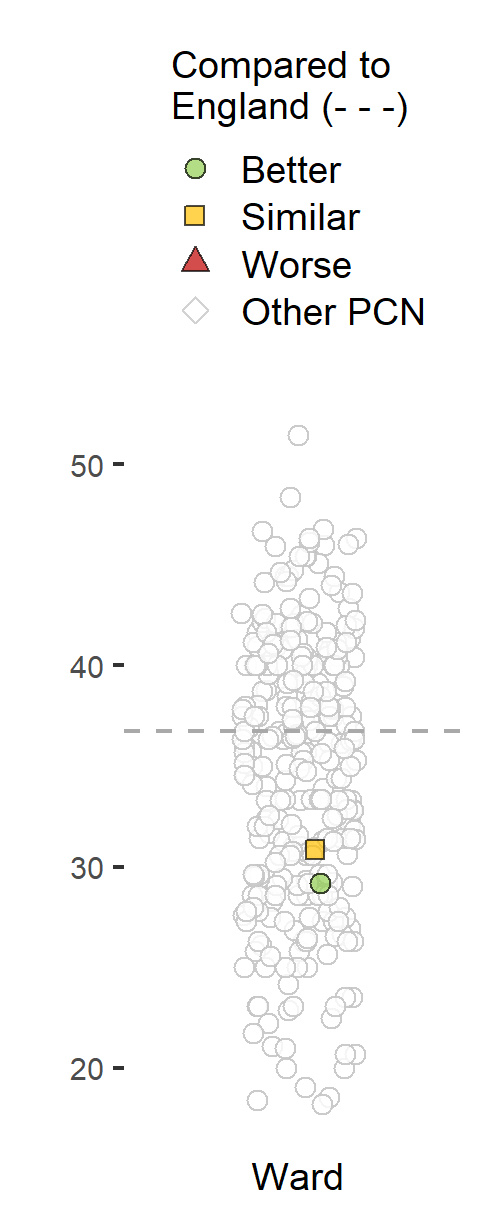 Compared to
England (- - -)
Better
Similar
Worse
Other PCN
50
40
30
20
Ward